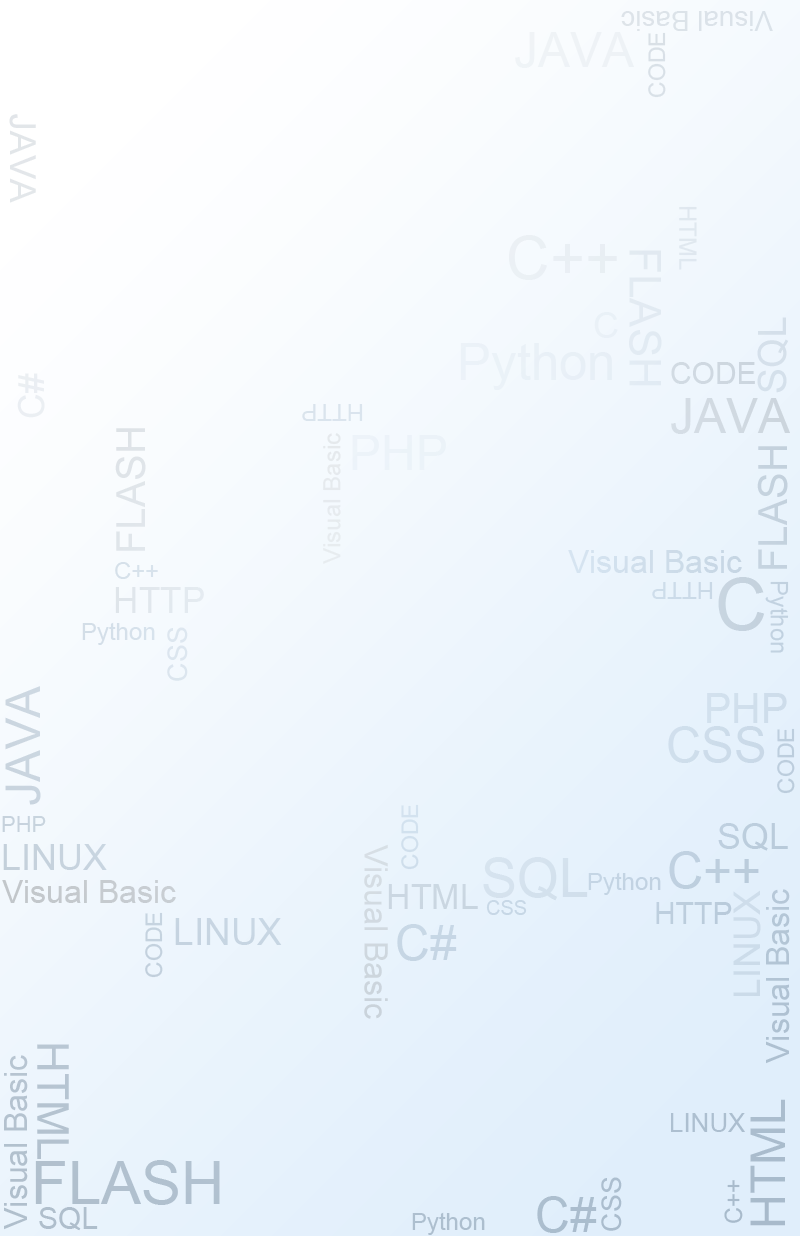 Visual Basic
JAVA
CODE
JAVA
HTML
C++
FLASH
C
SQL
Python
CODE
C#
JAVA
HTTP
FLASH
Visual Basic
PHP
FLASH
Visual Basic
C++
HTTP
C
Python
HTTP
Python
CSS
JAVA
PHP
CSS
CODE
PHP
CODE
SQL
LINUX
Visual Basic
HTML
SQL
Python
C++
Visual Basic
CSS
HTTP
LINUX
Visual Basic
CODE
LINUX
C#
HTML
Visual Basic
LINUX
HTML
FLASH
C++
CSS
SQL
Python
C#